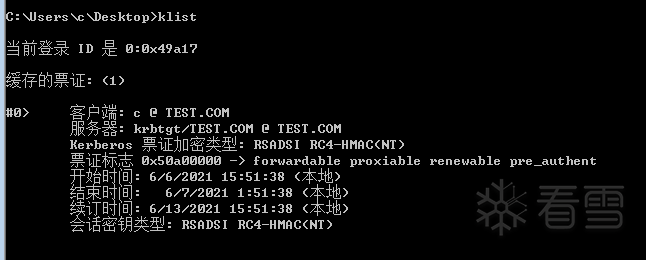 C:\Users\c\Desktop>klist
当前登录 ID 是 0:0x49a17
缓存的票证: (1)
#0> 客户端: c @ TEST.COM
服务器: krbtgt/TEST.COM @ TEST.COM
Kerberos 票证加密类型: RSADSI RC4-HMAC(NT)
票证标志 0x50a00000 -> forwardable proxiable renewable pre_authent
开始时间: 6/6/2021 15:51:38 (本地)
结束时间: 6/7/2021 1:51:38 (本地)
续订时间: 6/13/2021 15:51:38 (本地)
会话密钥类型: RSADSI RC4-HMAC(NT)
看雪